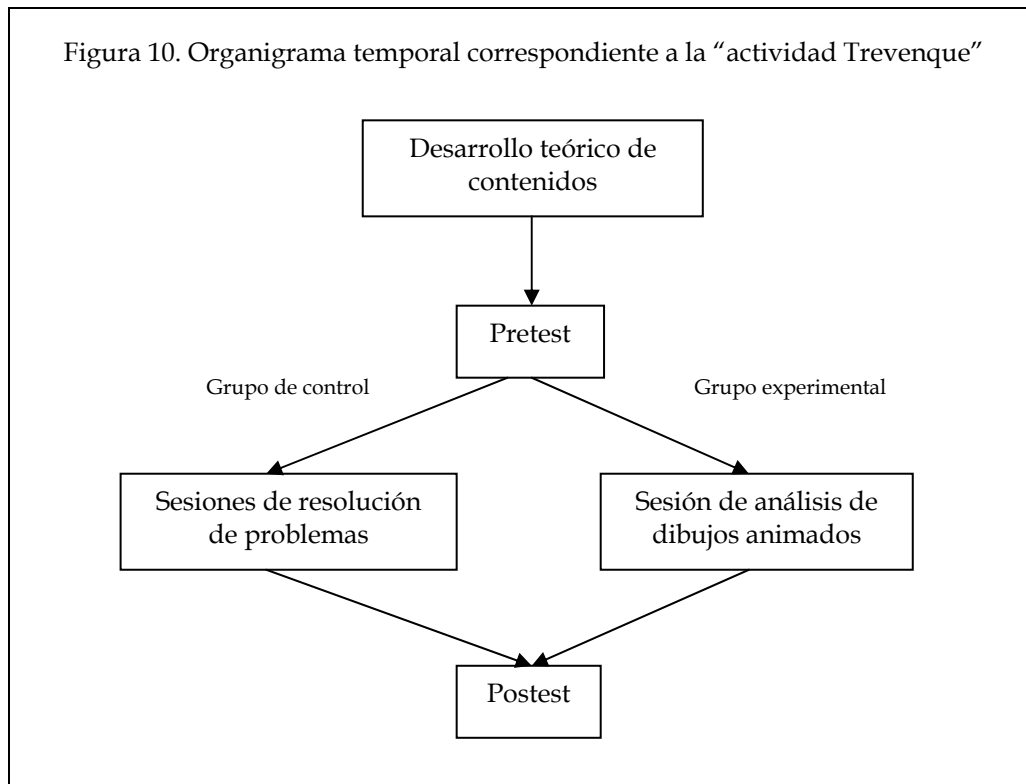 Figura 10. Organigrama temporal correspondiente a la “actividad Trevenque”
Desarrollo teórico de
contenidos
Pretest
Grupo de control
Grupo experimental
Sesiones de resolución
de problemas
Sesión de análisis de
dibujos animados
Postest